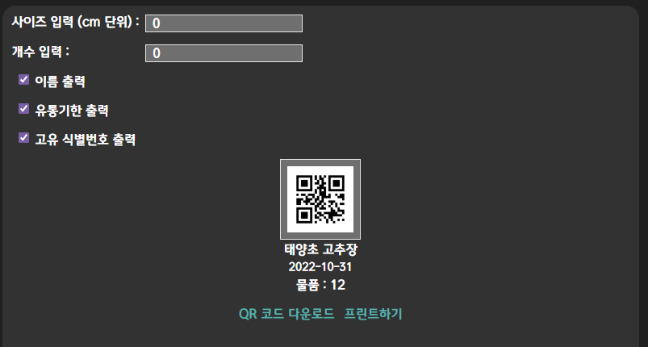 사이즈 입력 (cm 단위) : 0
개수 입력 : 0
이름 출력
유통기한 출력
고유 식별번호 출력
태양초 고추장
2022-10-31
물품 : 12
QR 코드 다운로드 프린트하기